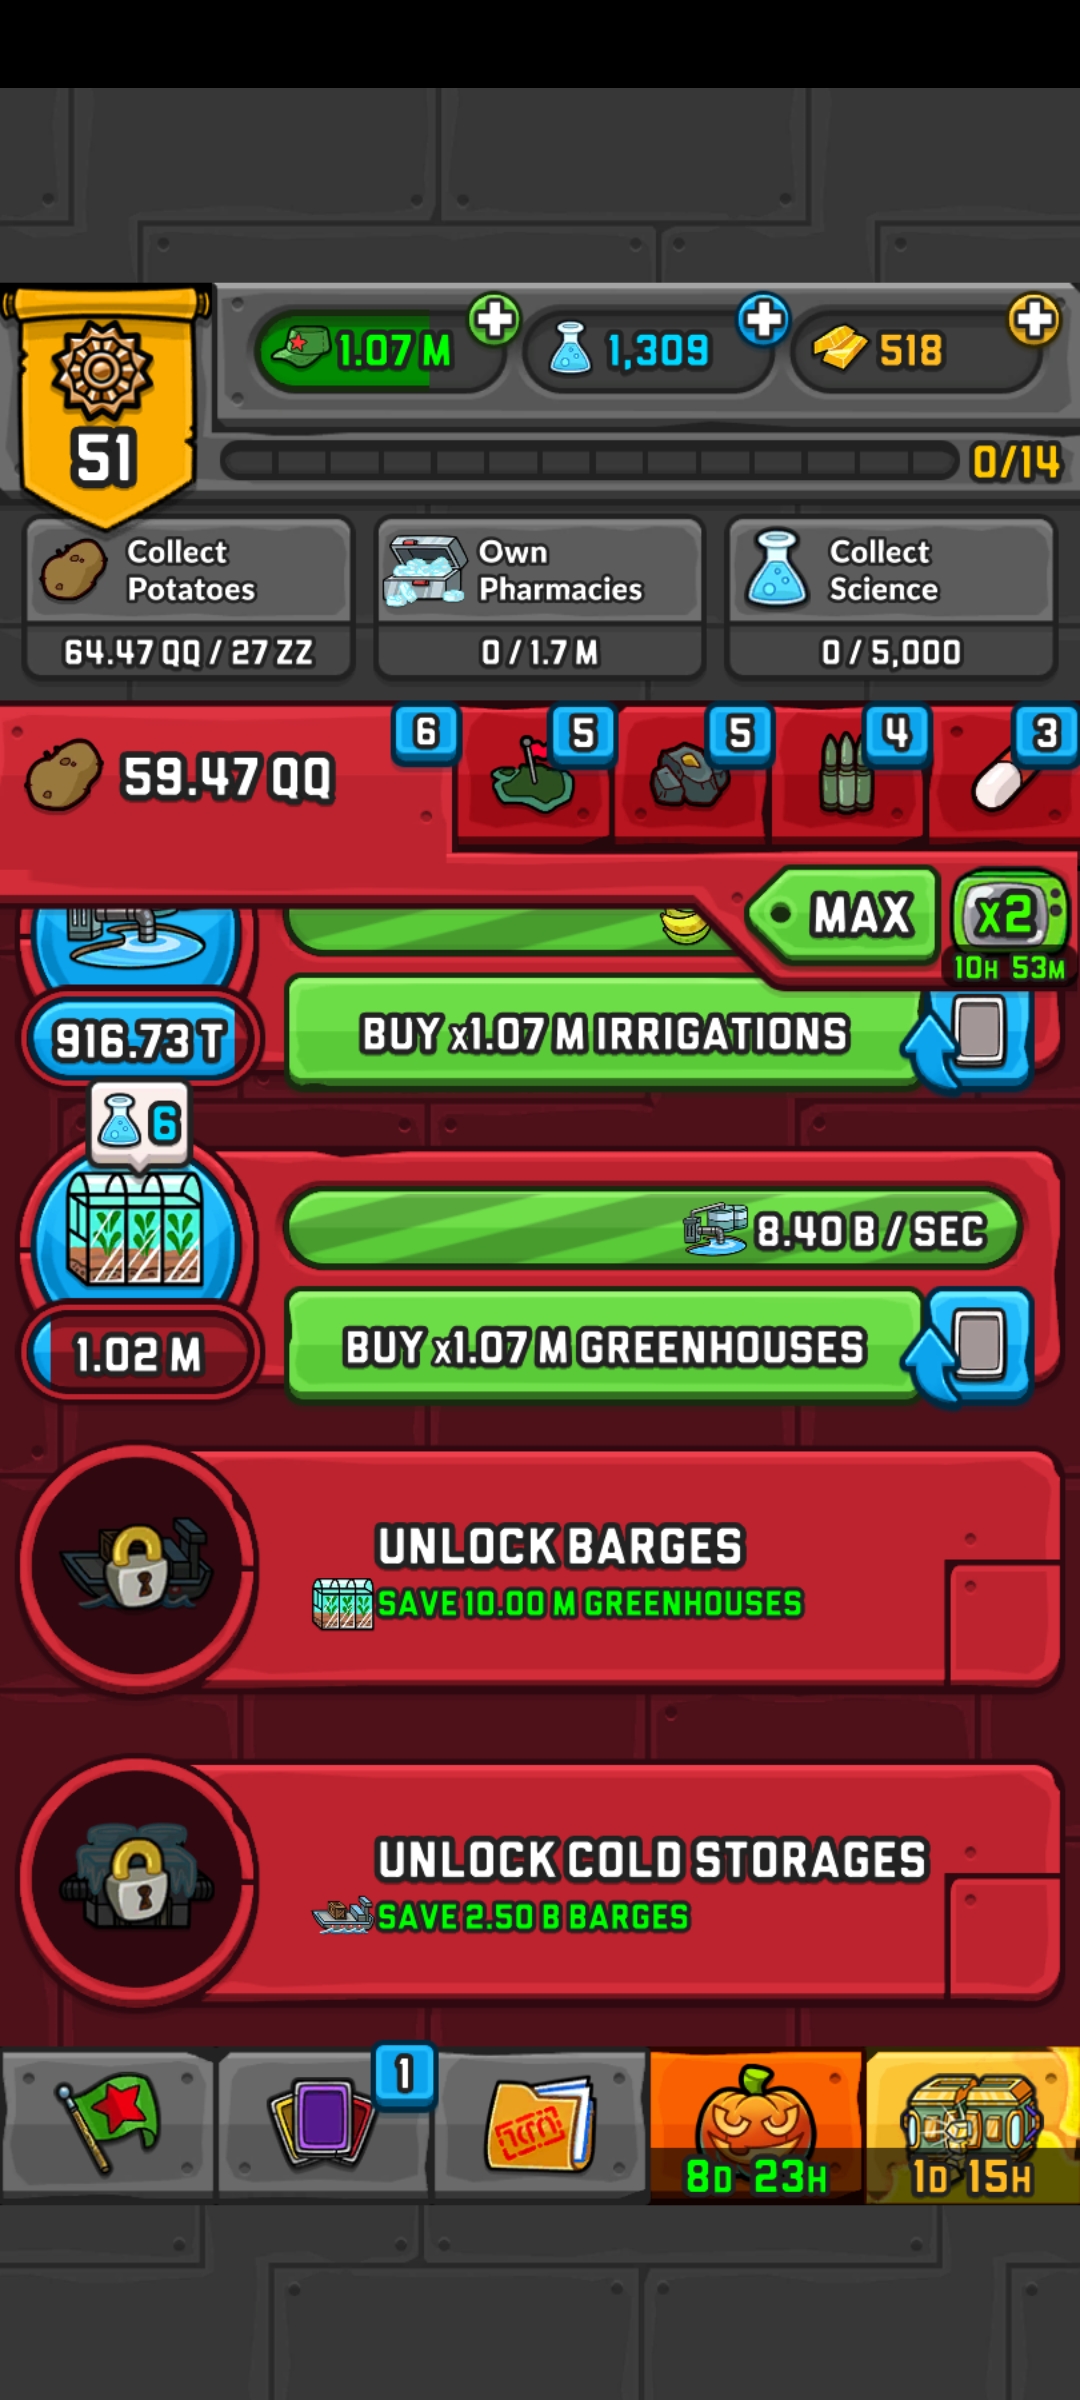 1.07 M
1,309
518
51
0/14
Collect
Potatoes
64.47 QQ / 27 ZZ
Own
Pharmacies
0 / 1.7 M
Collect
Science
0 / 5,000
59.47 QQ
6
5
5
4
3
MAX
x2
10H 53M
916.73 T
BUY x1.07 M IRRIGATIONS
6
8.40 B / SEC
1.02 M
BUY x1.07 M GREENHOUSES
UNLOCK BARGES
SAVE 10.00 M GREENHOUSES
UNLOCK COLD STORAGES
SAVE 2.50 B BARGES
1
8D 23H
1D 15H